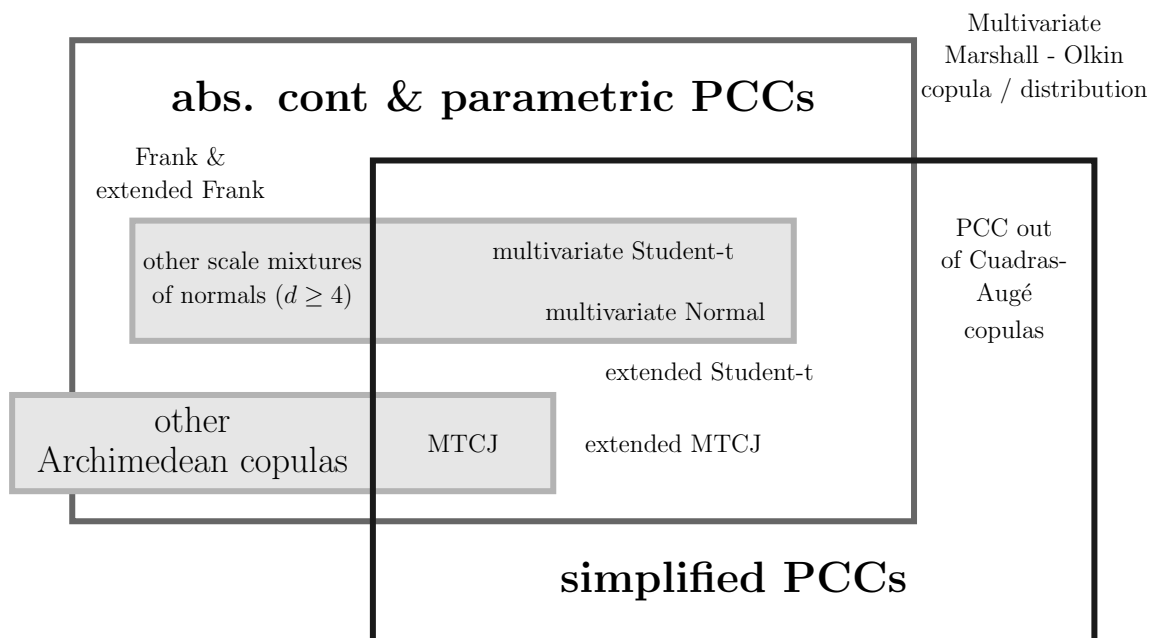 Multivariate
Marshall - Olkin
copula / distribution
abs. cont & parametric PCCs
Frank &
extended Frank
other scale mixtures
of normals (d ≥ 4)
multivariate Student-t
multivariate Normal
PCC out
of Cuadras-
Augé
copulas
extended Student-t
other
Archimedean copulas
MTCJ
extended MTCJ
simplified PCCs